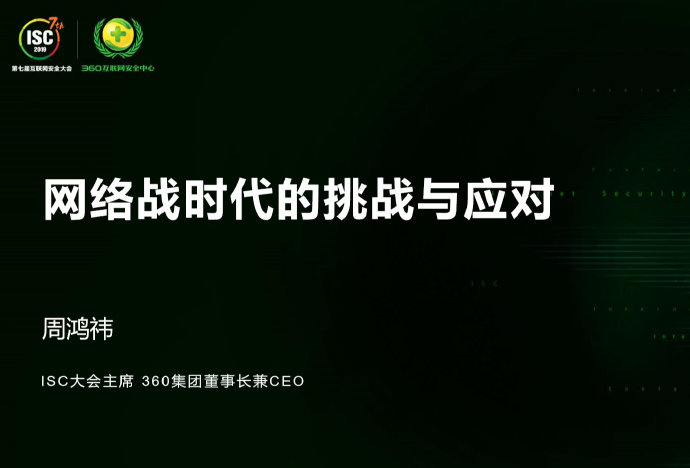 ISC 7th
2019
第七届互联网安全大会
360互联网安全中心
网络战时代的挑战与应对
周鸿祎
ISC大会主席 360集团董事长兼CEO
Security
ISC